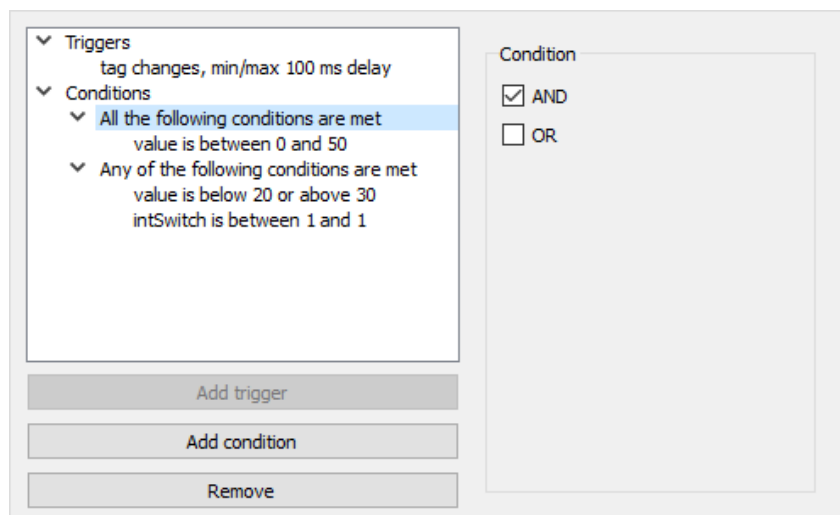 Triggers
tag changes, min/max 100 ms delay
Conditions
All the following conditions are met
value is between 0 and 50
Any of the following conditions are met
value is below 20 or above 30
intSwitch is between 1 and 1
Add trigger
Add condition
Remove
Condition
AND
OR